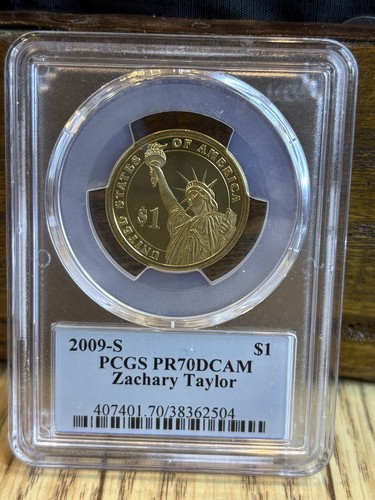 UNITED STATES OF AMERICA
$1
2009-S $1
PCGS PR70DCAM
Zachary Taylor
407401.70/38362504